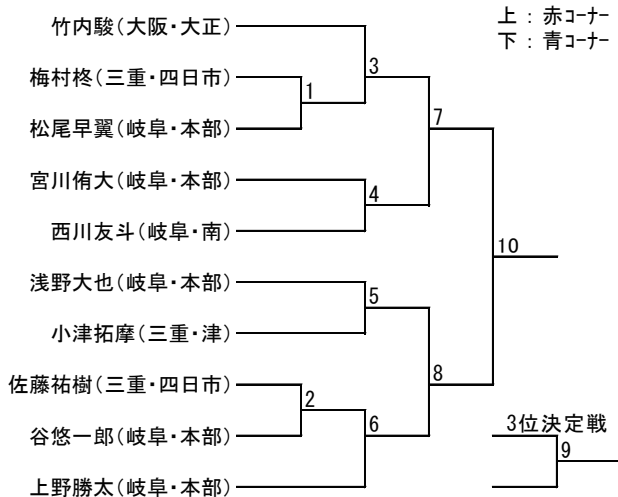 上：赤ｺｰﾅｰ
下：青ｺｰﾅｰ
竹内駿(大阪・大正)
3
梅村柊(三重・四日市)
1
7
松尾早翼(岐阜・本部)
宮川侑大(岐阜・本部)
4
西川友斗(岐阜・南)
10
浅野大也(岐阜・本部)
5
小津拓摩(三重・津)
8
佐藤祐樹(三重・四日市)
2
谷悠一郎(岐阜・本部)
6
3位決定戦
9
上野勝太(岐阜・本部)